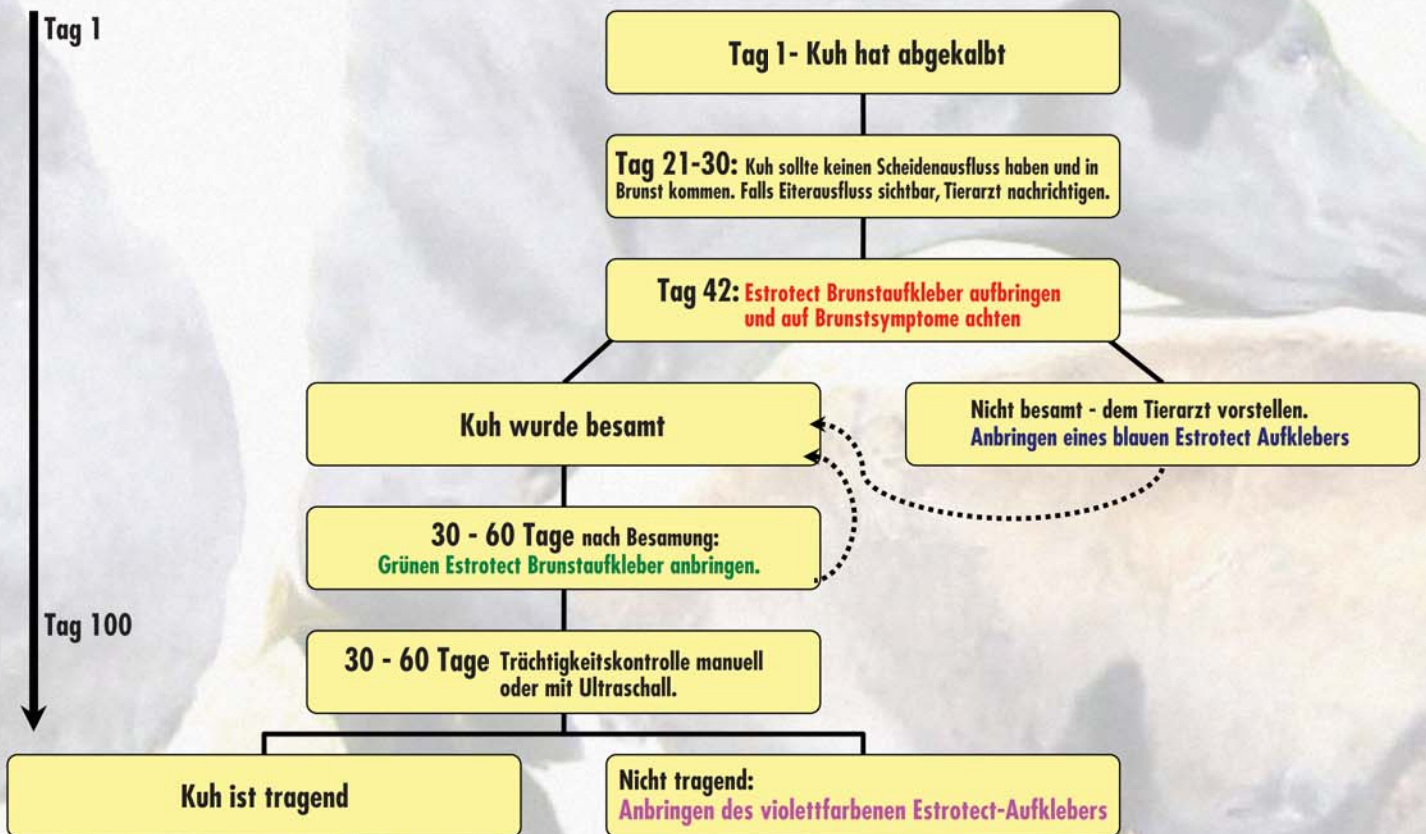 Tag 1
Tag 1- Kuh hat abgekalbt
Tag 21-30: Kuh sollte keinen Scheidenausfluss haben und in
Brunst kommen. Falls Eiterausfluss sichtbar, Tierarzt nachrichtigen.
Tag 42: Estrotect Brunstaufkleber aufbringen
und auf Brunstsymptome achten
Kuh wurde besamt
Nicht besamt - dem Tierarzt vorstellen.
Anbringen eines blauen Estrotect Aufklebers
30 - 60 Tage nach Besamung:
Grünen Estrotect Brunstaufkleber anbringen.
Tag 100
30 - 60 Tage Trächtigkeitskontrolle manuell
oder mit Ultraschall.
Kuh ist tragend
Nicht tragend:
Anbringen des violettfarbenen Estrotect-Aufklebers